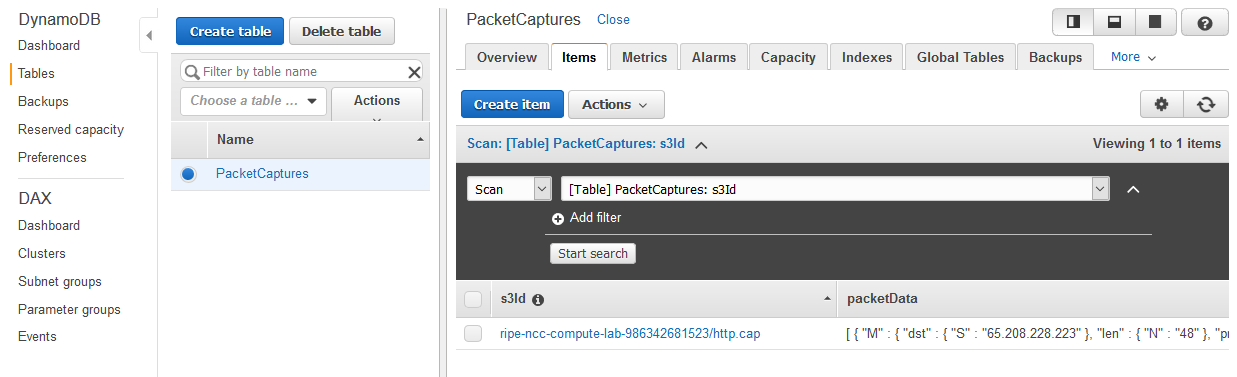 DynamoDB
Dashboard
Tables
Backups
Reserved capacity
Preferences
DAX
Dashboard
Clusters
Subnet groups
Parameter groups
Events
Create table
Delete table
Filter by table name
Choose a table ...
Actions
Name
PacketCaptures
PacketCaptures Close
Overview
Items
Metrics
Alarms
Capacity
Indexes
Global Tables
Backups
More
Create item
Actions
Scan: [Table] PacketCaptures: s3Id
Viewing 1 to 1 items
Scan
[Table] PacketCaptures: s3Id
Add filter
Start search
s3Id
packetData
ripe-ncc-compute-lab-986342681523/http.cap
[ { "M" : { "dst" : { "S" : "65.208.228.223" }, "len" : { "N" : "48" }, "pr